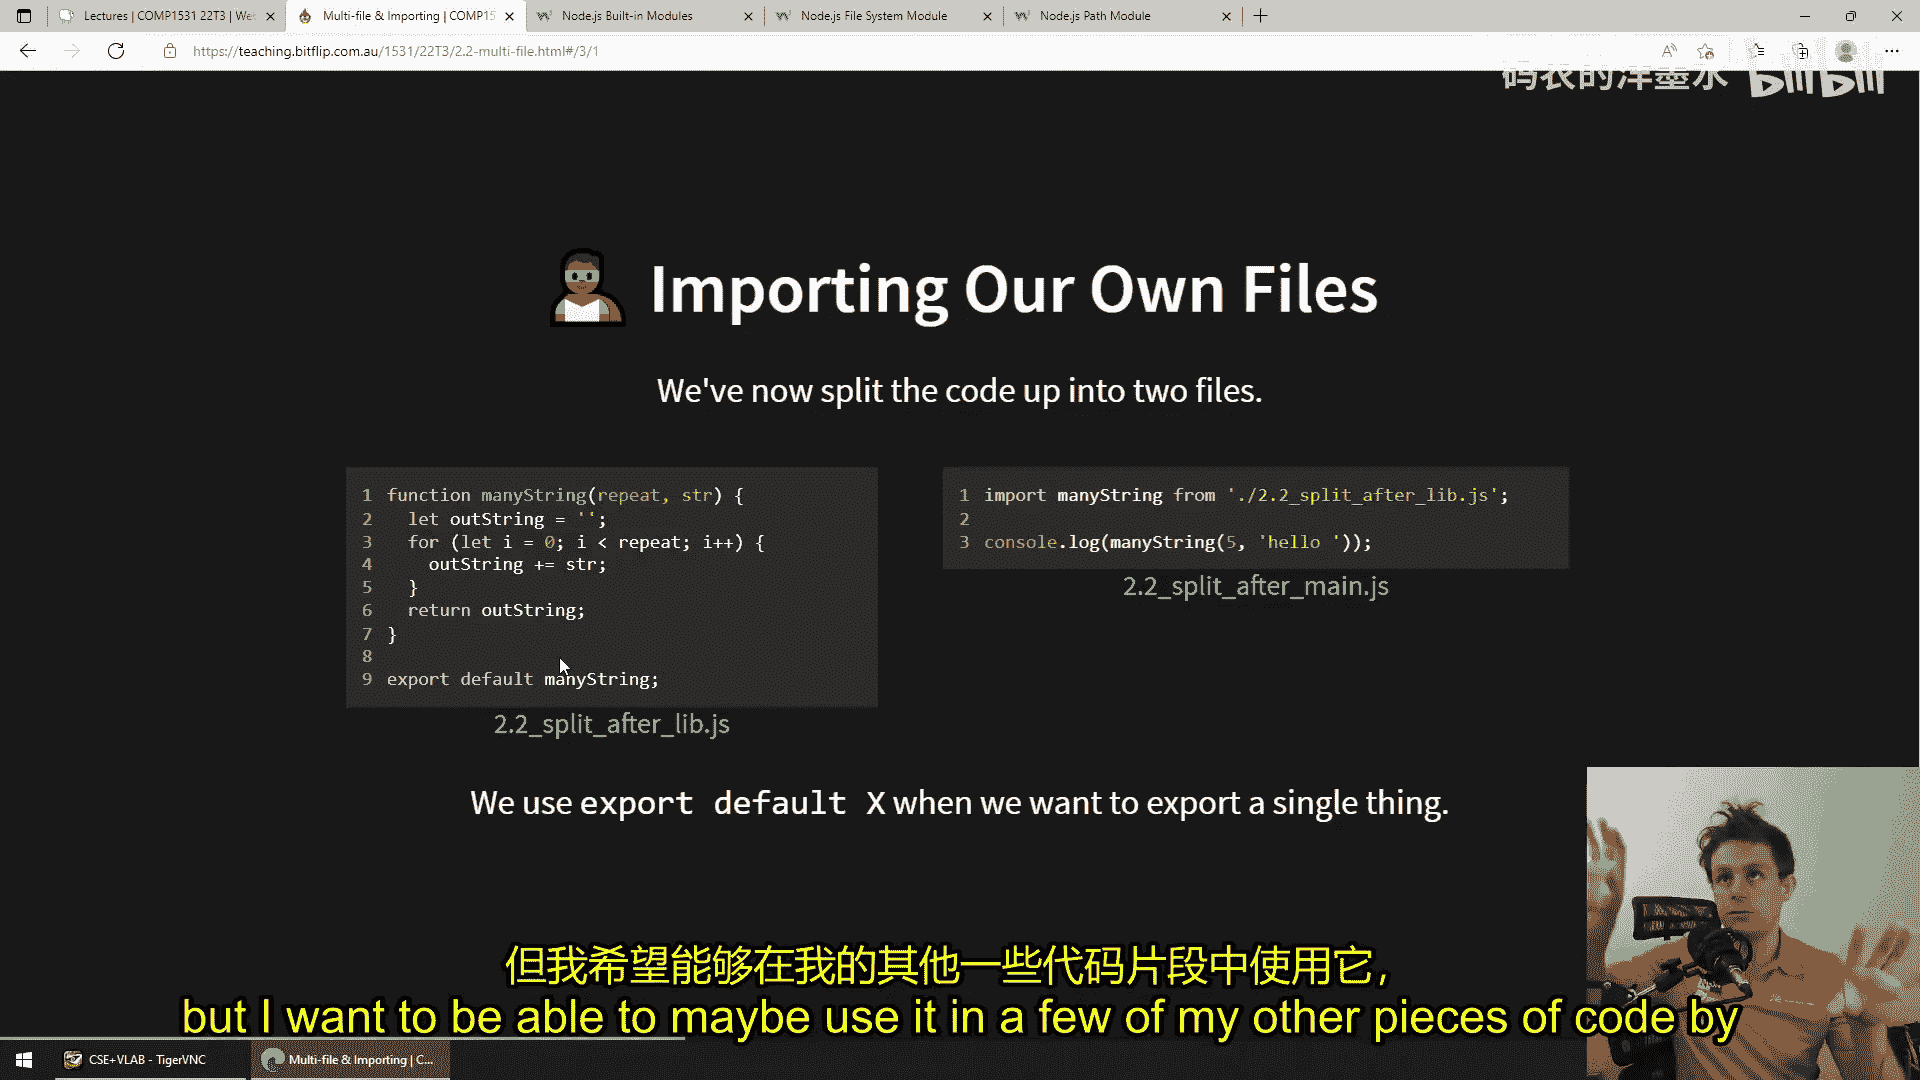 Lectures | COMP1531 22T3 | We
Multi-file & Importing | COMP15
Node.js Built-in Modules
Node.js File System Module
Node.js Path Module
https://teaching.bitflip.com.au/1531/22T3/2.2-multi-file.html#/3/1
码农的洋墨水 bilibili
Importing Our Own Files
We've now split the code up into two files.
1 function manyString(repeat, str) {
2 let outString = '';
3 for (let i = 0; i < repeat; i++) {
4 outString += str;
5 }
6 return outString;
7 }
8
9 export default manyString;
2.2_split_after_lib.js
1 import manyString from './2.2_split_after_lib.js';
2
3 console.log(manyString(5, 'hello '));
2.2_split_after_main.js
We use export default X when we want to export a single thing.
但我希望能够在我的其他一些代码片段中使用它,
but I want to be able to maybe use it in a few of my other pieces of code by
CSE+VLAB - TigerVNC
Multi-file & Importing | C...